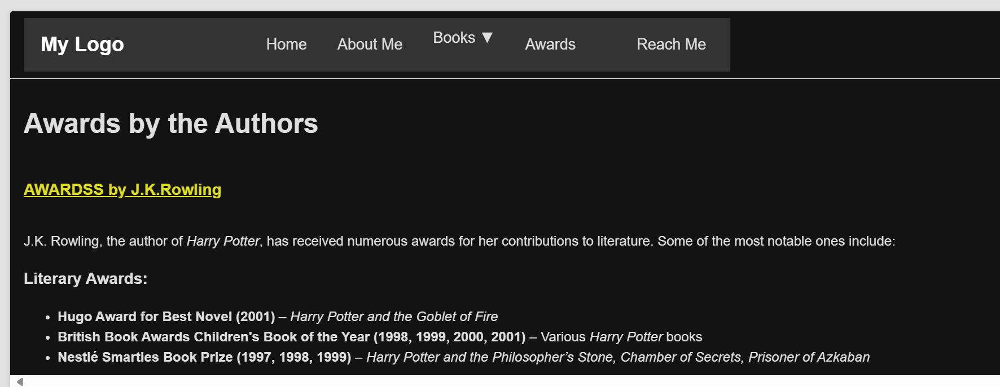 My Logo Home About Me Books ▼ Awards Reach Me
Awards by the Authors
AWARDSS by J.K.Rowling
J.K. Rowling, the author of Harry Potter, has received numerous awards for her contributions to literature. Some of the most notable ones include:
Literary Awards:
• Hugo Award for Best Novel (2001) – Harry Potter and the Goblet of Fire
• British Book Awards Children's Book of the Year (1998, 1999, 2000, 2001) – Various Harry Potter books
• Nestlé Smarties Book Prize (1997, 1998, 1999) – Harry Potter and the Philosopher’s Stone, Chamber of Secrets, Prisoner of Azkaban